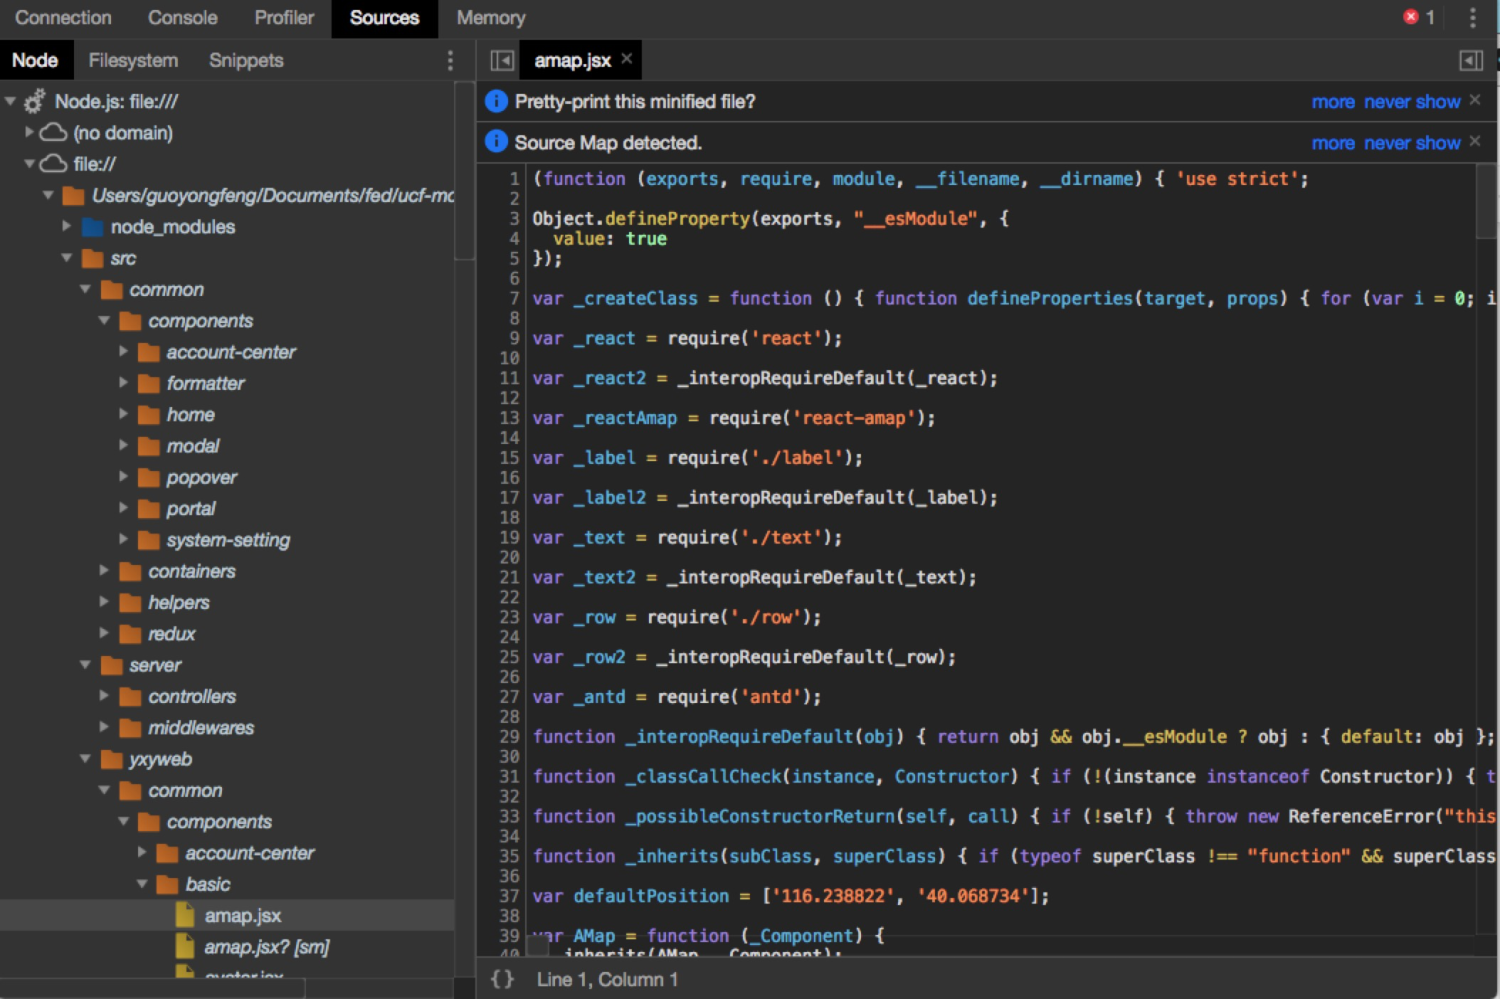 Connection Console Profiler Sources Memory 1
Node Filesystem Snippets
amap.jsx
Node.js: file:///
(no domain)
file://
Users/guoyongfeng/Documents/fed/ucf-mo
node_modules
src
common
components
account-center
formatter
home
modal
popover
portal
system-setting
containers
helpers
redux
server
controllers
middlewares
yxyweb
common
components
account-center
basic
amap.jsx
amap.jsx? [sm]
avatar.jsx
Pretty-print this minified file? more never show
Source Map detected. more never show
1 (function (exports, require, module, __filename, __dirname) { 'use strict';
2
3 Object.defineProperty(exports, "__esModule", {
4 value: true
5 });
6
7 var _createClass = function () { function defineProperties(target, props) { for (var i = 0; i
8
9 var _react = require('react');
10
11 var _react2 = _interopRequireDefault(_react);
12
13 var _reactAmap = require('react-amap');
14
15 var _label = require('./label');
16
17 var _label2 = _interopRequireDefault(_label);
18
19 var _text = require('./text');
20
21 var _text2 = _interopRequireDefault(_text);
22
23 var _row = require('./row');
24
25 var _row2 = _interopRequireDefault(_row);
26
27 var _antd = require('antd');
28
29 function _interopRequireDefault(obj) { return obj && obj.__esModule ? obj : { default: obj };
30
31 function _classCallCheck(instance, Constructor) { if (!(instance instanceof Constructor)) { t
32
33 function _possibleConstructorReturn(self, call) { if (!self) { throw new ReferenceError("this
34
35 function _inherits(subClass, superClass) { if (typeof superClass !== "function" && superClass
36
37 var defaultPosition = ['116.238822', '40.068734'];
38
39 var AMap = function (_Component) {
40 _inherits(AMap, _Component);
{} Line 1, Column 1